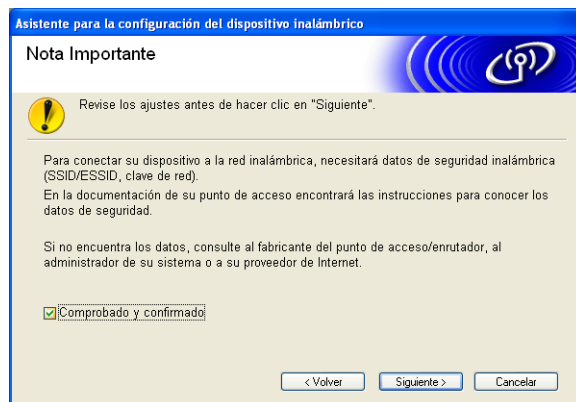 Asistente para la configuración del dispositivo inalámbrico
Nota Importante
Revise los ajustes antes de hacer clic en "Siguiente".
Para conectar su dispositivo a la red inalámbrica, necesitará datos de seguridad inalámbrica
(SSID/ESSID, clave de red).
En la documentación de su punto de acceso encontrará las instrucciones para conocer los
datos de seguridad.
Si no encuentra los datos, consulte al fabricante del punto de acceso/enrutador, al
administrador de su sistema o a su proveedor de Internet.
Comprobado y confirmado
< Volver
Siguiente >
Cancelar